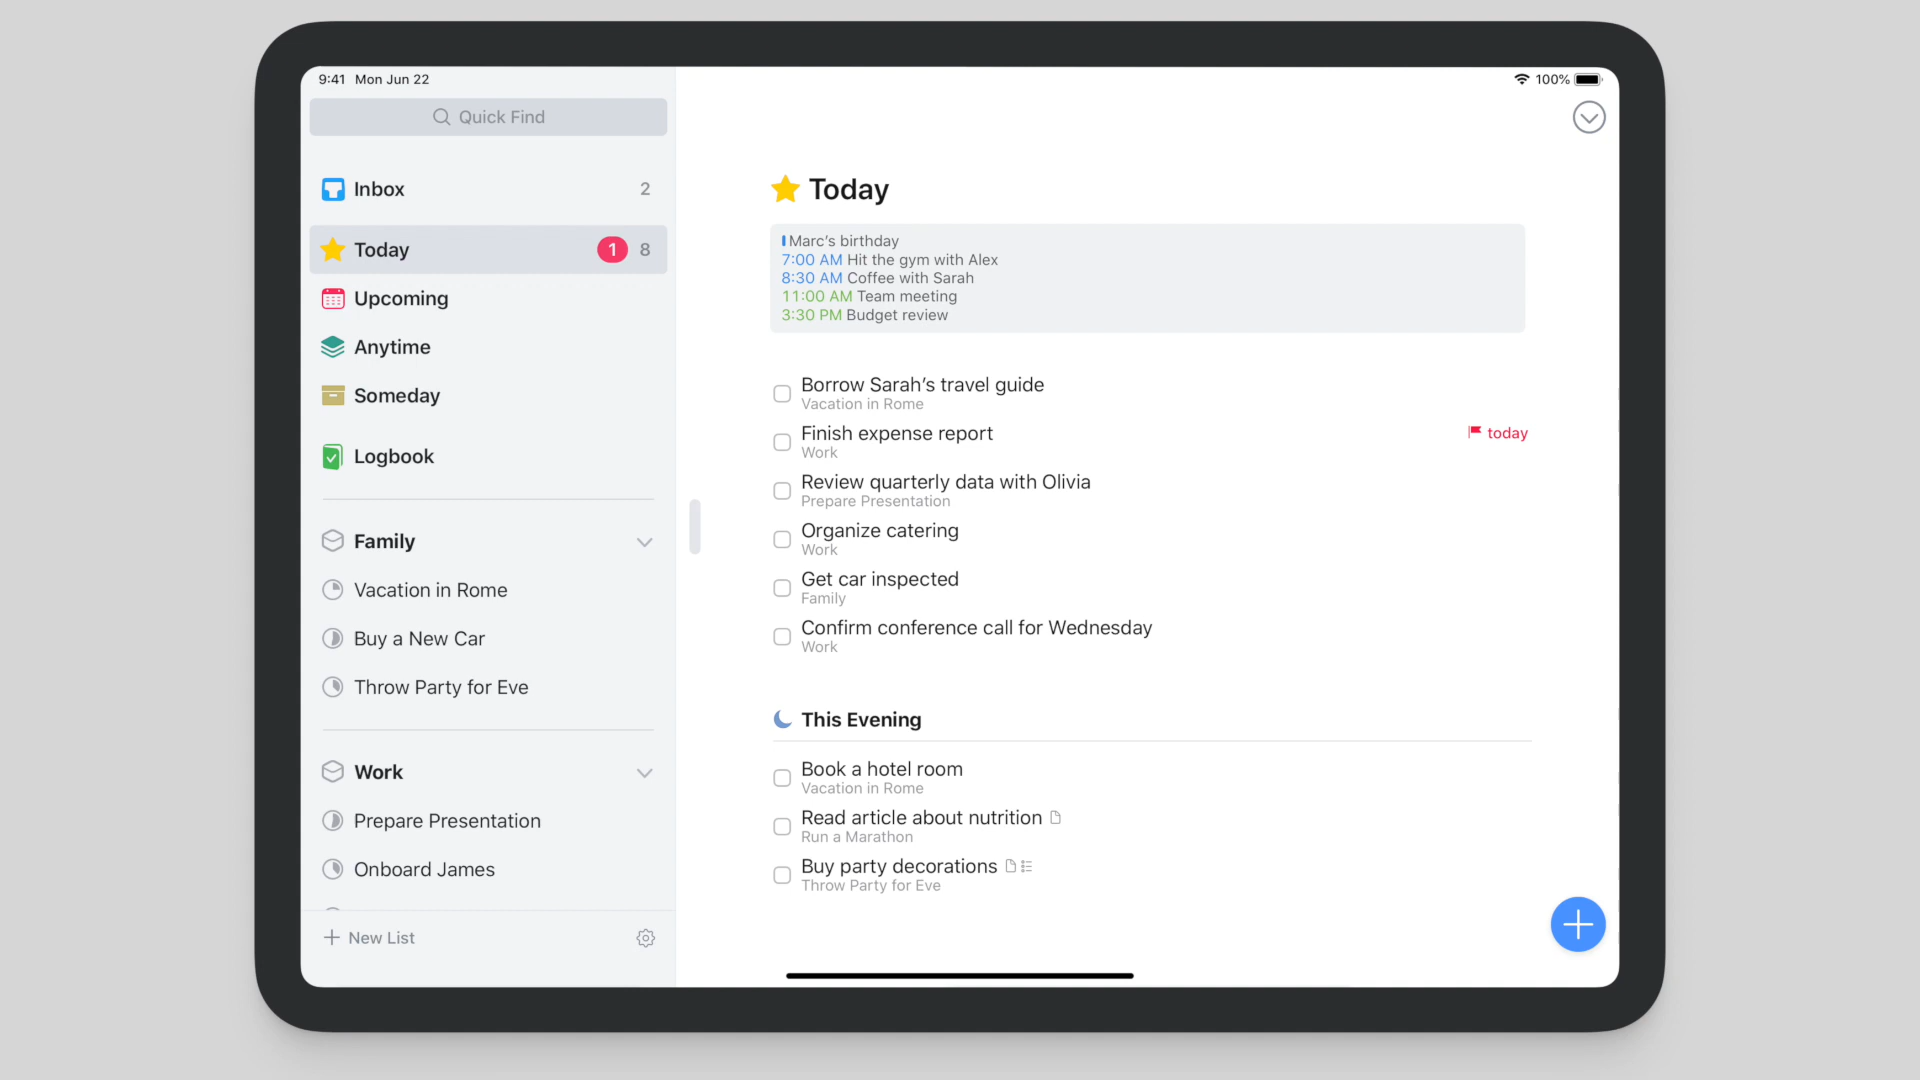 9:41 Mon Jun 22
100%
Quick Find
Inbox 2
Today 1 8
Upcoming
Anytime
Someday
Logbook
Family
Vacation in Rome
Buy a New Car
Throw Party for Eve
Work
Prepare Presentation
Onboard James
New List
Today
Marc’s birthday
7:00 AM Hit the gym with Alex
8:30 AM Coffee with Sarah
11:00 AM Team meeting
3:30 PM Budget review
Borrow Sarah’s travel guide
Vacation in Rome
Finish expense report today
Work
Review quarterly data with Olivia
Prepare Presentation
Organize catering
Work
Get car inspected
Family
Confirm conference call for Wednesday
Work
This Evening
Book a hotel room
Vacation in Rome
Read article about nutrition
Run a Marathon
Buy party decorations
Throw Party for Eve